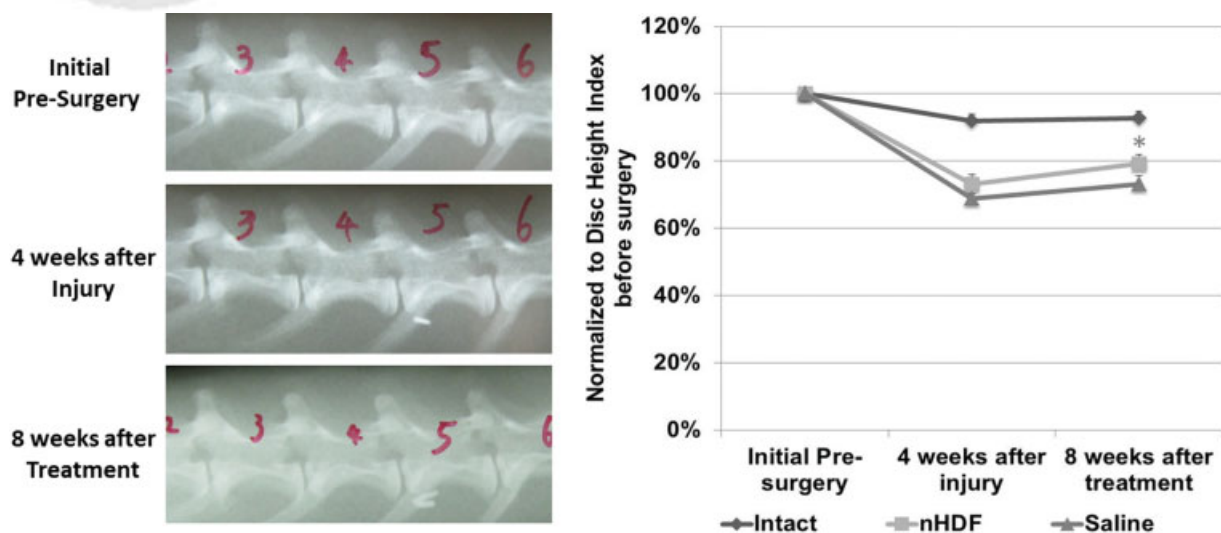 Initial
Pre-Surgery
3 4 5 6
4 weeks after
Injury
3 4 5 6
8 weeks after
Treatment
2 3 4 5 6
Normalized to Disc Height Index
before surgery
120%
100%
80%
60%
40%
20%
0%
*
Initial Pre-
surgery
4 weeks after
injury
8 weeks after
treatment
Intact nHDF Saline